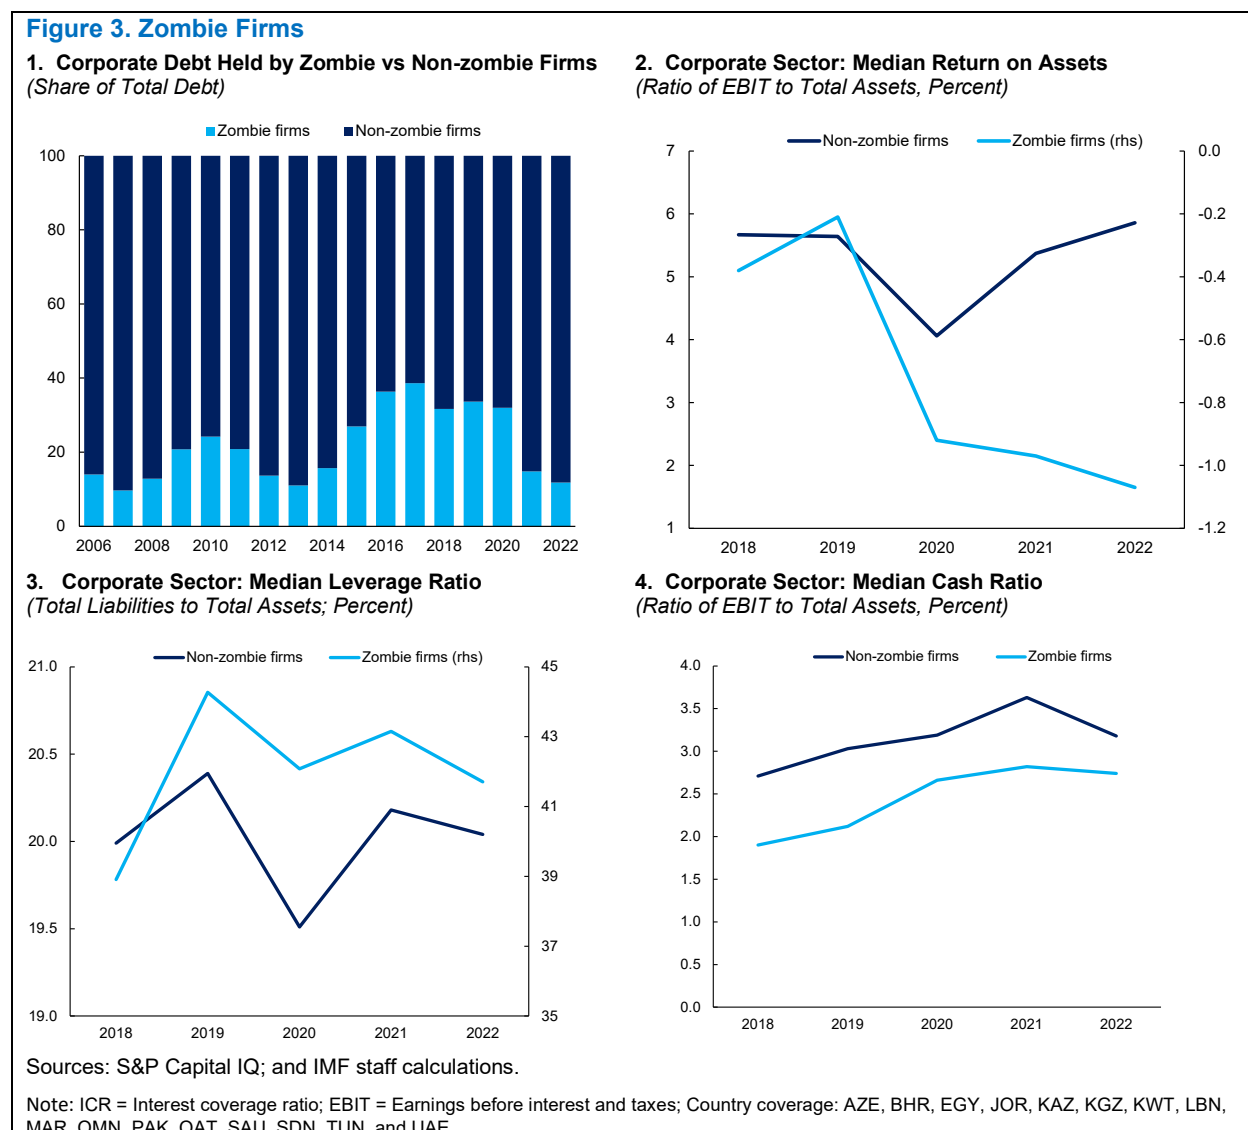 Figure 3. Zombie Firms
1. Corporate Debt Held by Zombie vs Non-zombie Firms
(Share of Total Debt)
Zombie firms Non-zombie firms
100
80
60
40
20
0
2006 2008 2010 2012 2014 2016 2018 2020 2022
2. Corporate Sector: Median Return on Assets
(Ratio of EBIT to Total Assets, Percent)
Non-zombie firms Zombie firms (rhs)
7 0.0
6 -0.2
5 -0.4
4 -0.6
3 -0.8
2 -1.0
1 -1.2
2018 2019 2020 2021 2022
3. Corporate Sector: Median Leverage Ratio
(Total Liabilities to Total Assets; Percent)
Non-zombie firms Zombie firms (rhs)
21.0 45
43
20.5
41
20.0
39
19.5
37
19.0 35
2018 2019 2020 2021 2022
4. Corporate Sector: Median Cash Ratio
(Ratio of EBIT to Total Assets, Percent)
Non-zombie firms Zombie firms
4.0
3.5
3.0
2.5
2.0
1.5
1.0
0.5
0.0
2018 2019 2020 2021 2022
Sources: S&P Capital IQ; and IMF staff calculations.
Note: ICR = Interest coverage ratio; EBIT = Earnings before interest and taxes; Country coverage: AZE, BHR, EGY, JOR, KAZ, KGZ, KWT, LBN,
MAR, OMN, PAK, QAT, SAU, SDN, TUN, and UAE